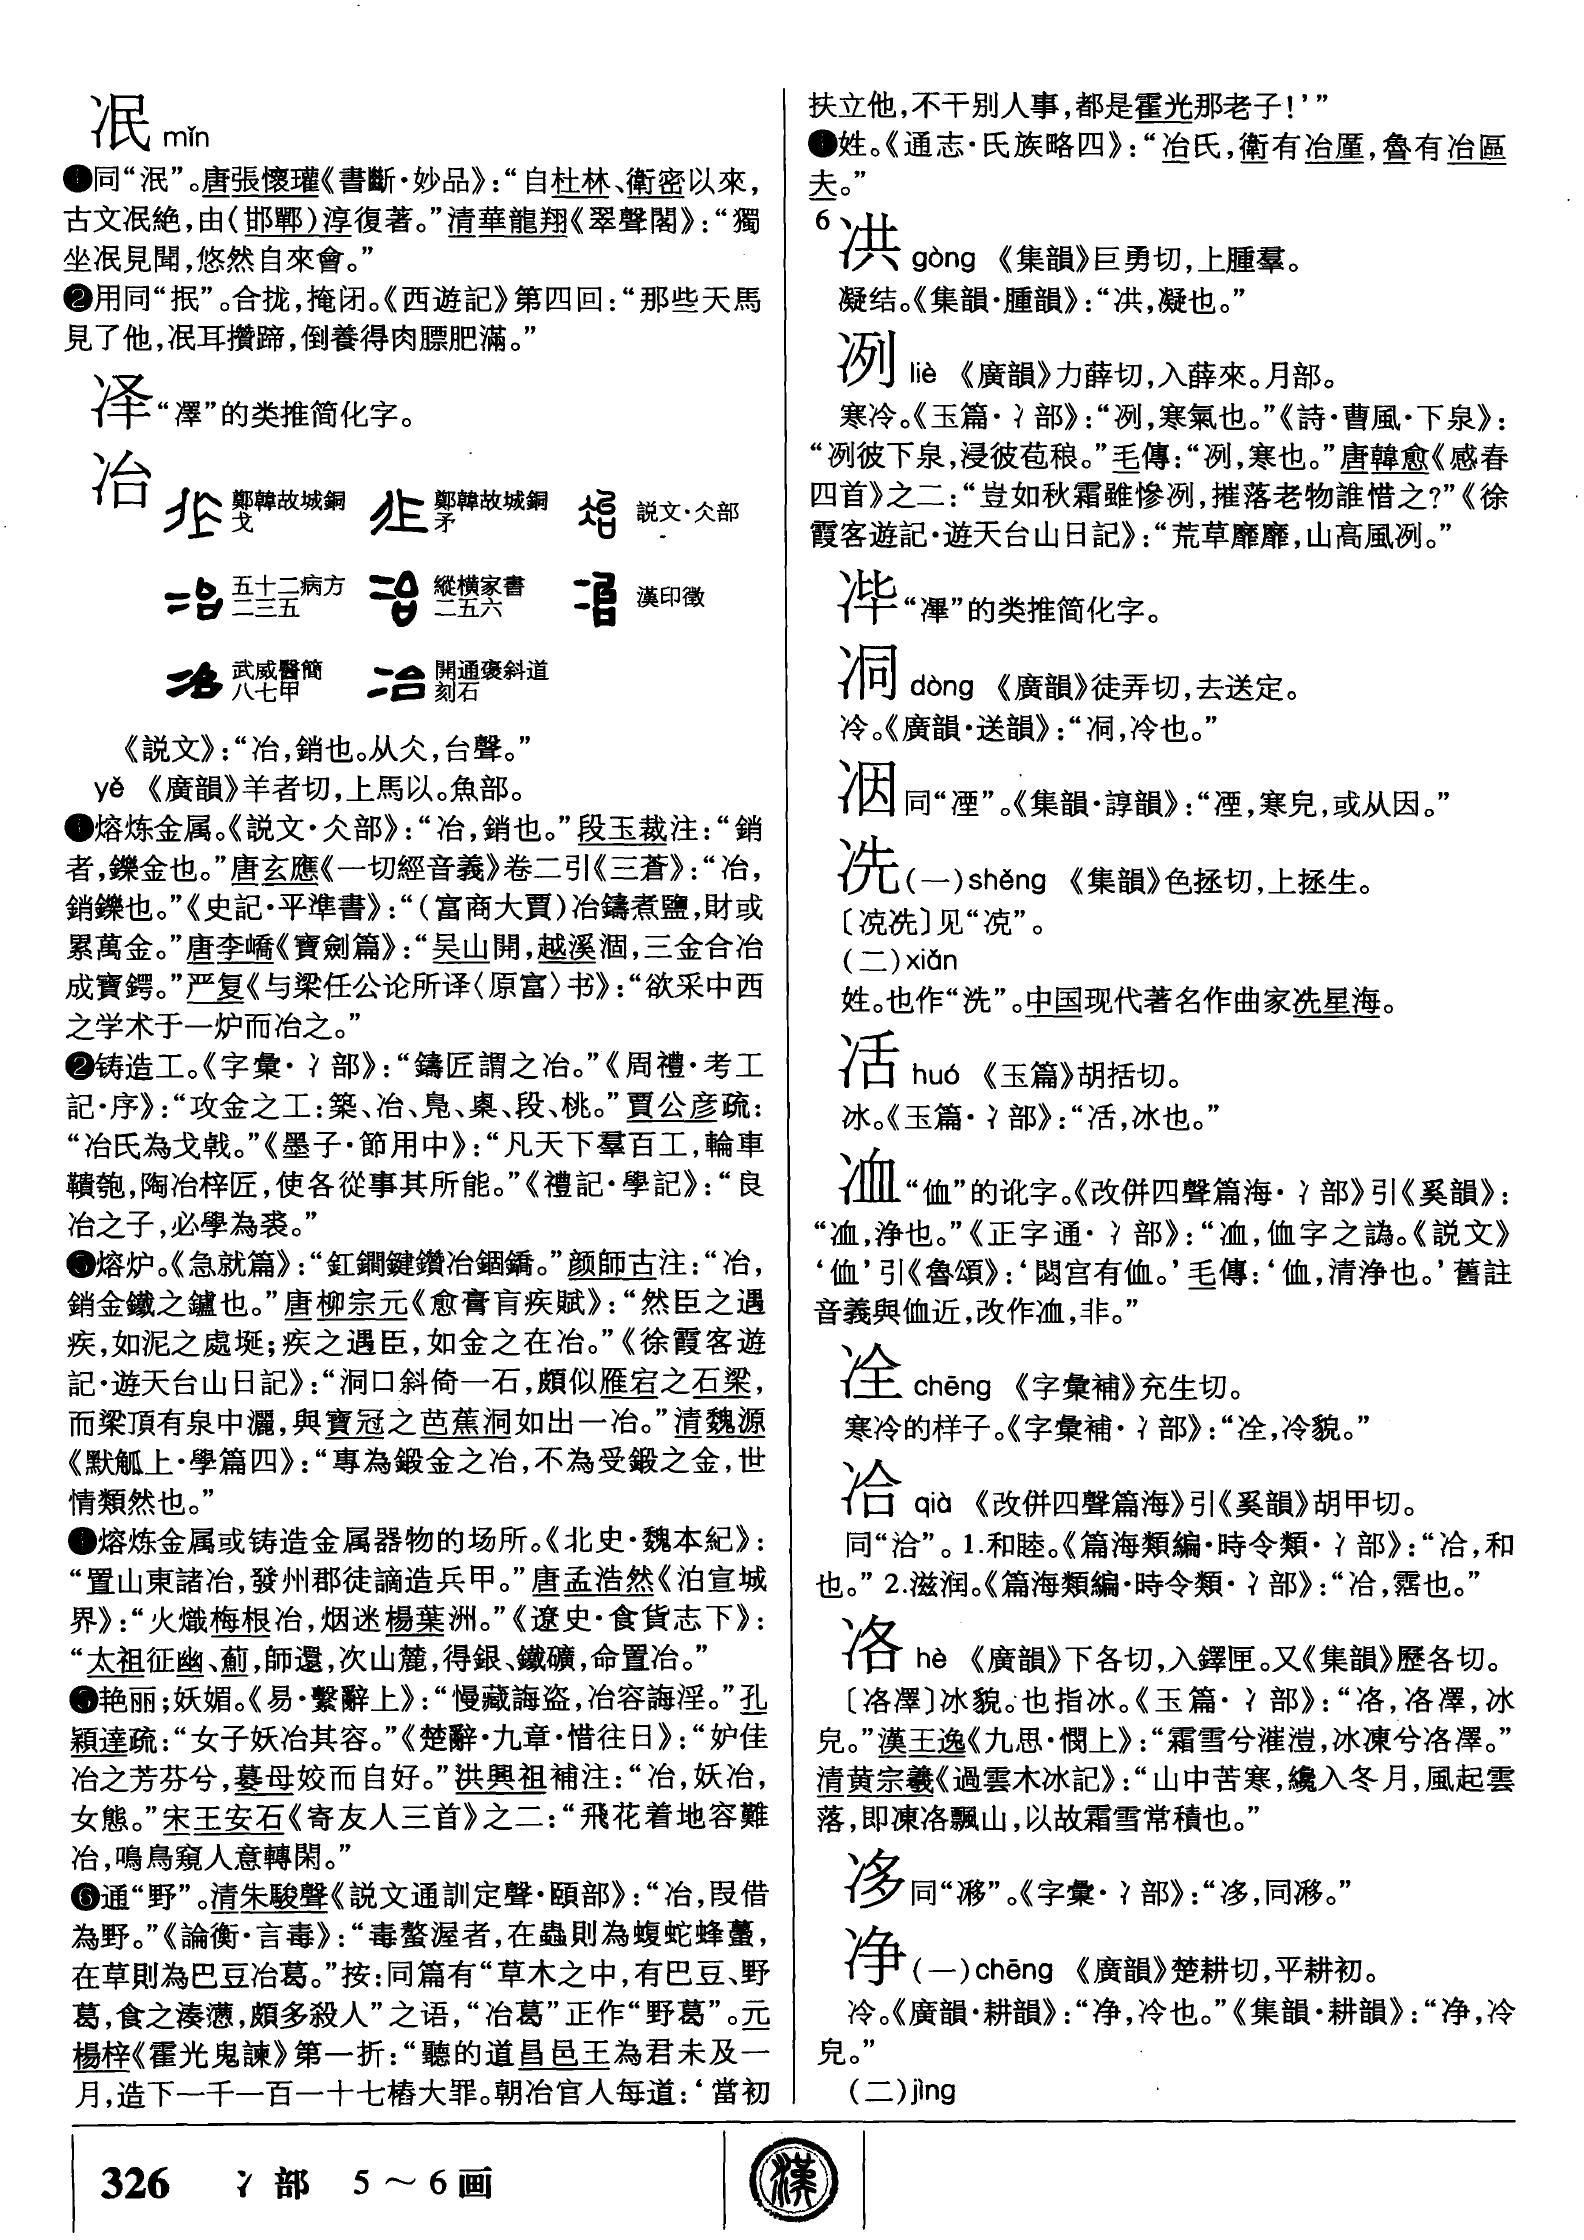 冺 mǐn
❶同“泯”。唐張懷瓘《書斷·妙品》：“自杜林、衛密以來，
古文冺絶，由（邯鄲）淳復著。”清華龍翔《翠聲閣》：“獨
坐冺見聞，悠然自來會。”
❷用同“抿”。合拢，掩闭。《西遊記》第四回：“那些天馬
見了他，冺耳攢蹄，倒養得肉膘肥滿。”
“凙”的类推简化字。
冶
鄭韓故城銅戈 鄭韓故城銅矛 説文·仌部
五十二病方二三五 縱橫家書二五六 漢印徵
武威醫簡八七甲 開通褒斜道刻石
《説文》：“冶，銷也。从仌，台聲。”
yě 《廣韻》羊者切，上馬以。魚部。
❶熔炼金属。《説文·仌部》：“冶，銷也。”段玉裁注：“銷
者，鑠金也。”唐玄應《一切經音義》卷二引《三蒼》：“冶，
銷鑠也。”《史記·平準書》：“（富商大賈）冶鑄煮鹽，財或
累萬金。”唐李嶠《寶劍篇》：“吴山開，越溪涸，三金合冶
成寶鍔。”严复《与梁任公论所译〈原富〉书》：“欲采中西
之学术于一炉而冶之。”
❷铸造工。《字彙·冫部》：“鑄匠謂之冶。”《周禮·考工
記·序》：“攻金之工：築、冶、鳧、㮚、段、桃。”賈公彦疏：
“冶氏為戈戟。”《墨子·節用中》：“凡天下羣百工，輪車
鞼匏，陶冶梓匠，使各從事其所能。”《禮記·學記》：“良
冶之子，必學為裘。”
❸熔炉。《急就篇》：“釭鐧鍵鑽冶錮鐈。”颜師古注：“冶，
銷金鐵之鑪也。”唐柳宗元《愈膏肓疾賦》：“然臣之遇
疾，如泥之處埏；疾之遇臣，如金之在冶。”《徐霞客遊
記·遊天台山日記》：“洞口斜倚一石，頗似雁宕之石梁，
而梁頂有泉中灑，與寶冠之芭蕉洞如出一冶。”清魏源
《默觚上·學篇四》：“專為鍛金之冶，不為受鍛之金，世
情類然也。”
❹熔炼金属或铸造金属器物的场所。《北史·魏本紀》：
“置山東諸冶，發州郡徒謫造兵甲。”唐孟浩然《泊宣城
界》：“火熾梅根冶，烟迷楊葉洲。”《遼史·食貨志下》：
“太祖征幽、薊，師還，次山麓，得銀、鐵礦，命置冶。”
❺艳丽；妖媚。《易·繫辭上》：“慢藏誨盗，冶容誨淫。”孔
穎達疏：“女子妖冶其容。”《楚辭·九章·惜往日》：“妒佳
冶之芳芬兮，嫫母姣而自好。”洪興祖補注：“冶，妖冶，
女態。”宋王安石《寄友人三首》之二：“飛花着地容難
冶，鳴鳥窺人意轉閑。”
❻通“野”。清朱駿聲《説文通訓定聲·頤部》：“冶，叚借
為野。”《論衡·言毒》：“毒螫渥者，在蟲則為蝮蛇蜂蠆，
在草則為巴豆冶葛。”按：同篇有“草木之中，有巴豆、野
葛，食之湊懣，頗多殺人”之语，“冶葛”正作“野葛”。元
楊梓《霍光鬼諫》第一折：“聽的道昌邑王為君未及一
月，造下一千一百一十七樁大罪。朝冶官人每道：‘當初
扶立他，不干别人事，都是霍光那老子！’”
❼姓。《通志·氏族略四》：“冶氏，衛有冶廑，魯有冶區
夫。”
6
㓋 gòng 《集韻》巨勇切，上腫羣。
凝结。《集韻·腫韻》：“㓋，凝也。”
冽 liè 《廣韻》力薛切，入薛來。月部。
寒冷。《玉篇·冫部》：“冽，寒氣也。”《詩·曹風·下泉》：
“冽彼下泉，浸彼苞稂。”毛傳：“冽，寒也。”唐韓愈《感春
四首》之二：“豈如秋霜雖慘冽，摧落老物誰惜之？”《徐
霞客遊記·遊天台山日記》：“荒草靡靡，山高風冽。”
“凓”的类推简化字。
洞 dòng 《廣韻》徒弄切，去送定。
冷。《廣韻·送韻》：“冻，冷也。”
同“凐”。《集韻·諄韻》：“凐，寒皃，或从因。”
冼（一）shěng 《集韻》色拯切，上拯生。
〔𠗊冼〕见“𠗊”。
（二）xiǎn
姓。也作“洗”。中国现代著名作曲家冼星海。
huó 《玉篇》胡括切。
冰。《玉篇·冫部》：“活，冰也。”
“侐”的讹字。《改併四聲篇海·冫部》引《奚韻》：
“洫，净也。”《正字通·冫部》：“洫，侐字之譌。《説文》
‘侐’引《魯頌》：‘閟宫有侐。’毛傳：‘侐，清浄也。’舊註
音義與侐近，改作洫，非。”
chēng 《字彙補》充生切。
寒冷的样子。《字彙補·冫部》：“冷貌。”
冾 qià 《改併四聲篇海》引《奚韻》胡甲切。
同“洽”。1.和睦。《篇海類編·時令類·冫部》：“冾，和
也。”2.滋润。《篇海類編·時令類·冫部》：“冾，霑也。”
㓢 hè 《廣韻》下各切，入鐸匣。又《集韻》歷各切。
〔洛凙〕冰貌。也指冰。《玉篇·冫部》：“洛，洛凙，冰
皃。”漢王逸《九思·憫上》：“霜雪兮漼溰，冰凍兮洛凙。”
清黄宗羲《過雲木冰記》：“山中苦寒，纔入冬月，風起雲
落，即凍洛飄山，以故霜雪常積也。”
同“㓕”。《字彙·冫部》：“同。”
净（一）chēng 《廣韻》楚耕切，平耕初。
冷。《廣韻·耕韻》：“净，冷也。”《集韻·耕韻》：“净，冷
皃。”
（二）jìng
326 冫部 5～6画
漢